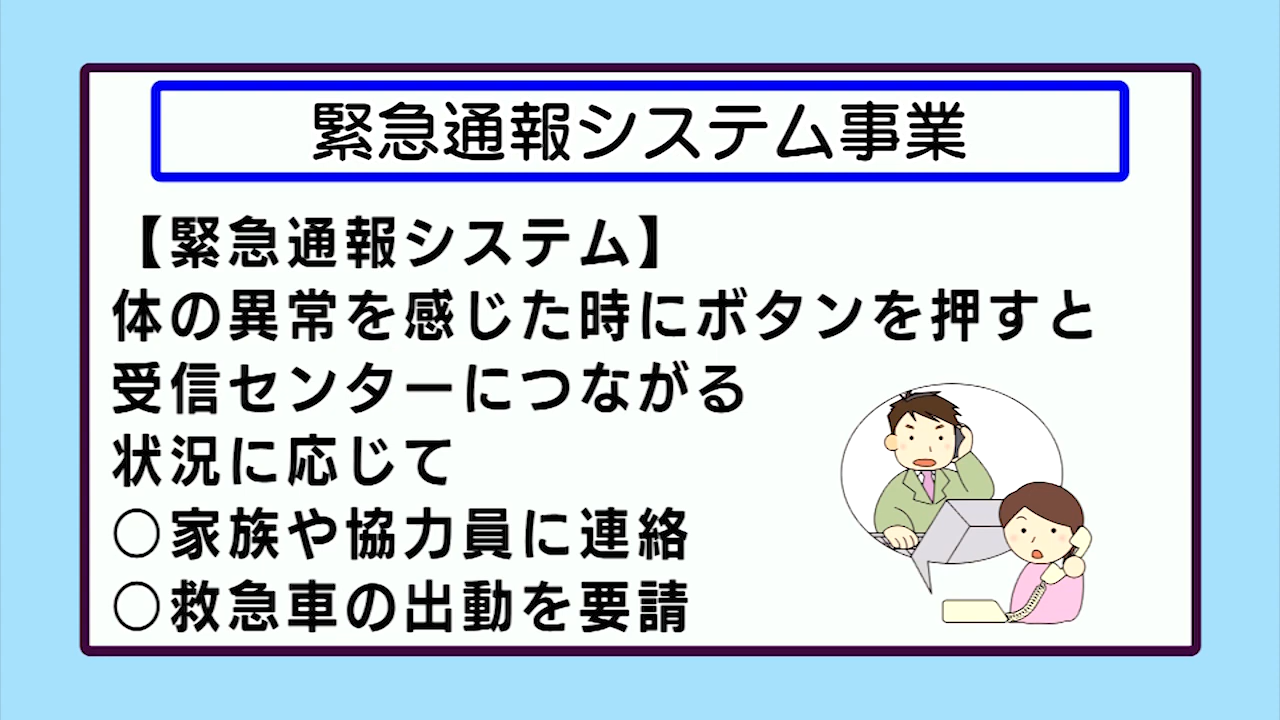 緊急通報システム事業
【緊急通報システム】
体の異常を感じた時にボタンを押すと
受信センターにつながる
状況に応じて
○家族や協力員に連絡
○救急車の出動を要請